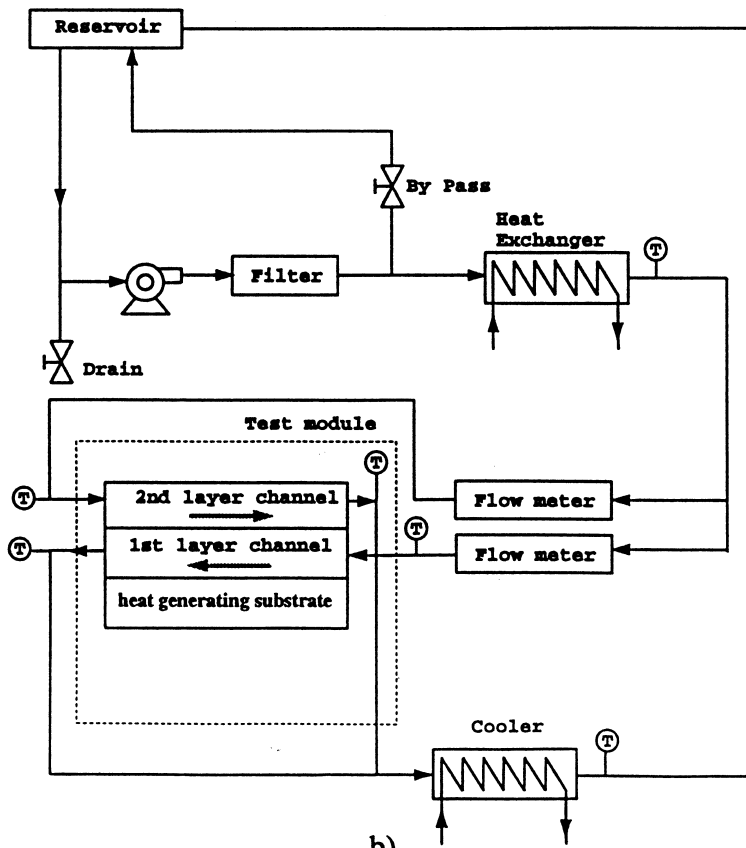 Reservoir
By Pass
Heat
Exchanger
T
Filter
Drain
Test module
T
T
2nd layer channel
Flow meter
T
T
1st layer channel
Flow meter
heat generating substrate
Cooler
T
b)